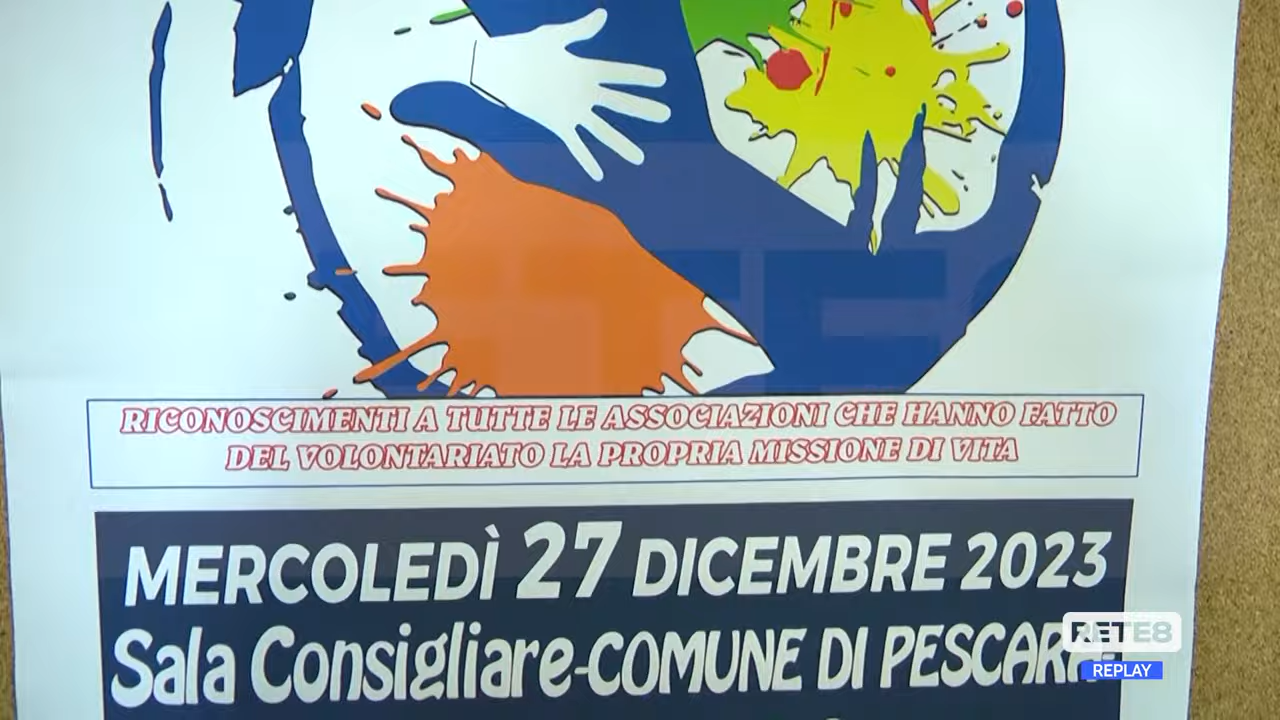 RICONOSCIMENTI A TUTTE LE ASSOCIAZIONI CHE HANNO FATTO
DEL VOLONTARIATO LA PROPRIA MISSIONE DI VITA
MERCOLEDÌ 27 DICEMBRE 2023
Sala Consigliare-COMUNE DI PESCARA-
RETE8
REPLAY